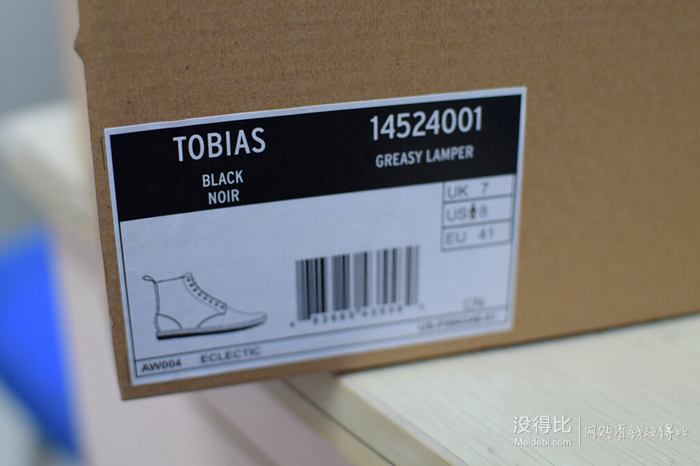 TOBIAS
14524001
BLACK
NOIR
GREASY LAMPER
UK 7
US 8
EU 41
CN
AW004 ECLECTIC
没得比
Meidebi.com
网购有钱没得比